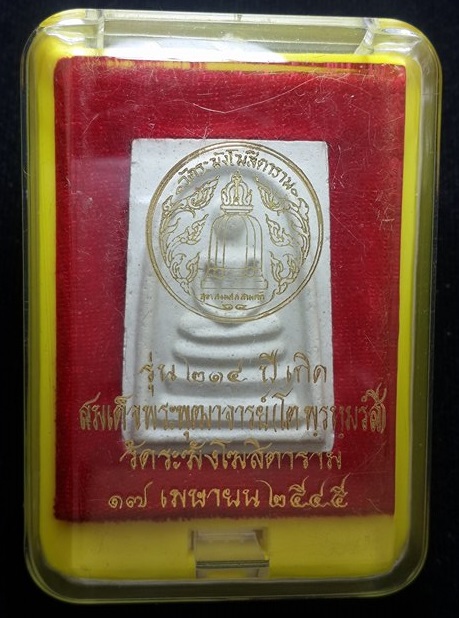 วัดระฆังโฆสิตาราม
รุ่น ๒๑๔ ปี เกิด
สมเด็จพระพุฒาจารย์ (โต พฺรหฺมรํสี)
วัดระฆังโฆสิตาราม
๑๗ เมษายน ๒๕๔๕